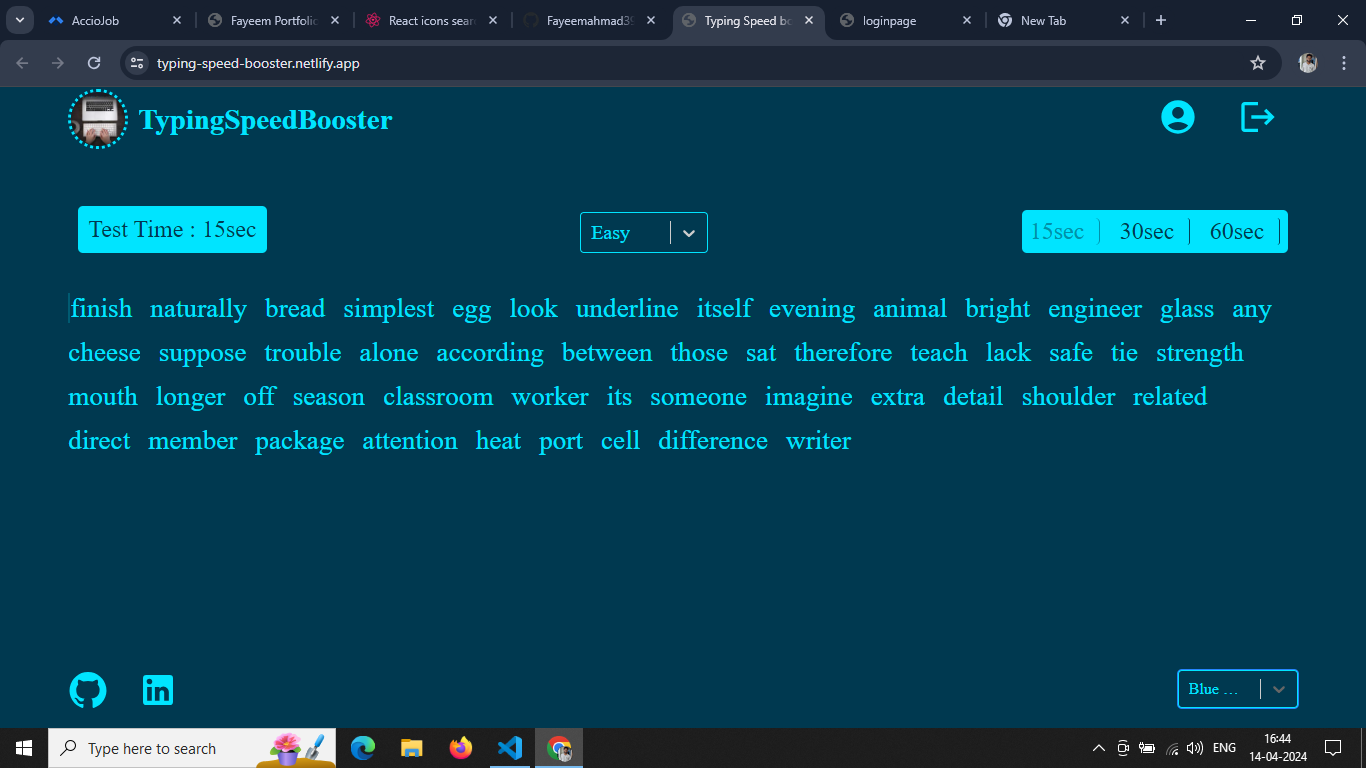 AccioJob
Fayeem Portfolio
React icons sear
Fayeemahmad39
Typing Speed bo
loginpage
New Tab
typing-speed-booster.netlify.app
TypingSpeedBooster
Test Time : 15sec
Easy
15sec 30sec 60sec
finish naturally bread simplest egg look underline itself evening animal bright engineer glass any
cheese suppose trouble alone according between those sat therefore teach lack safe tie strength
mouth longer off season classroom worker its someone imagine extra detail shoulder related
direct member package attention heat port cell difference writer
Blue ...
Type here to search
ENG
16:44
14-04-2024